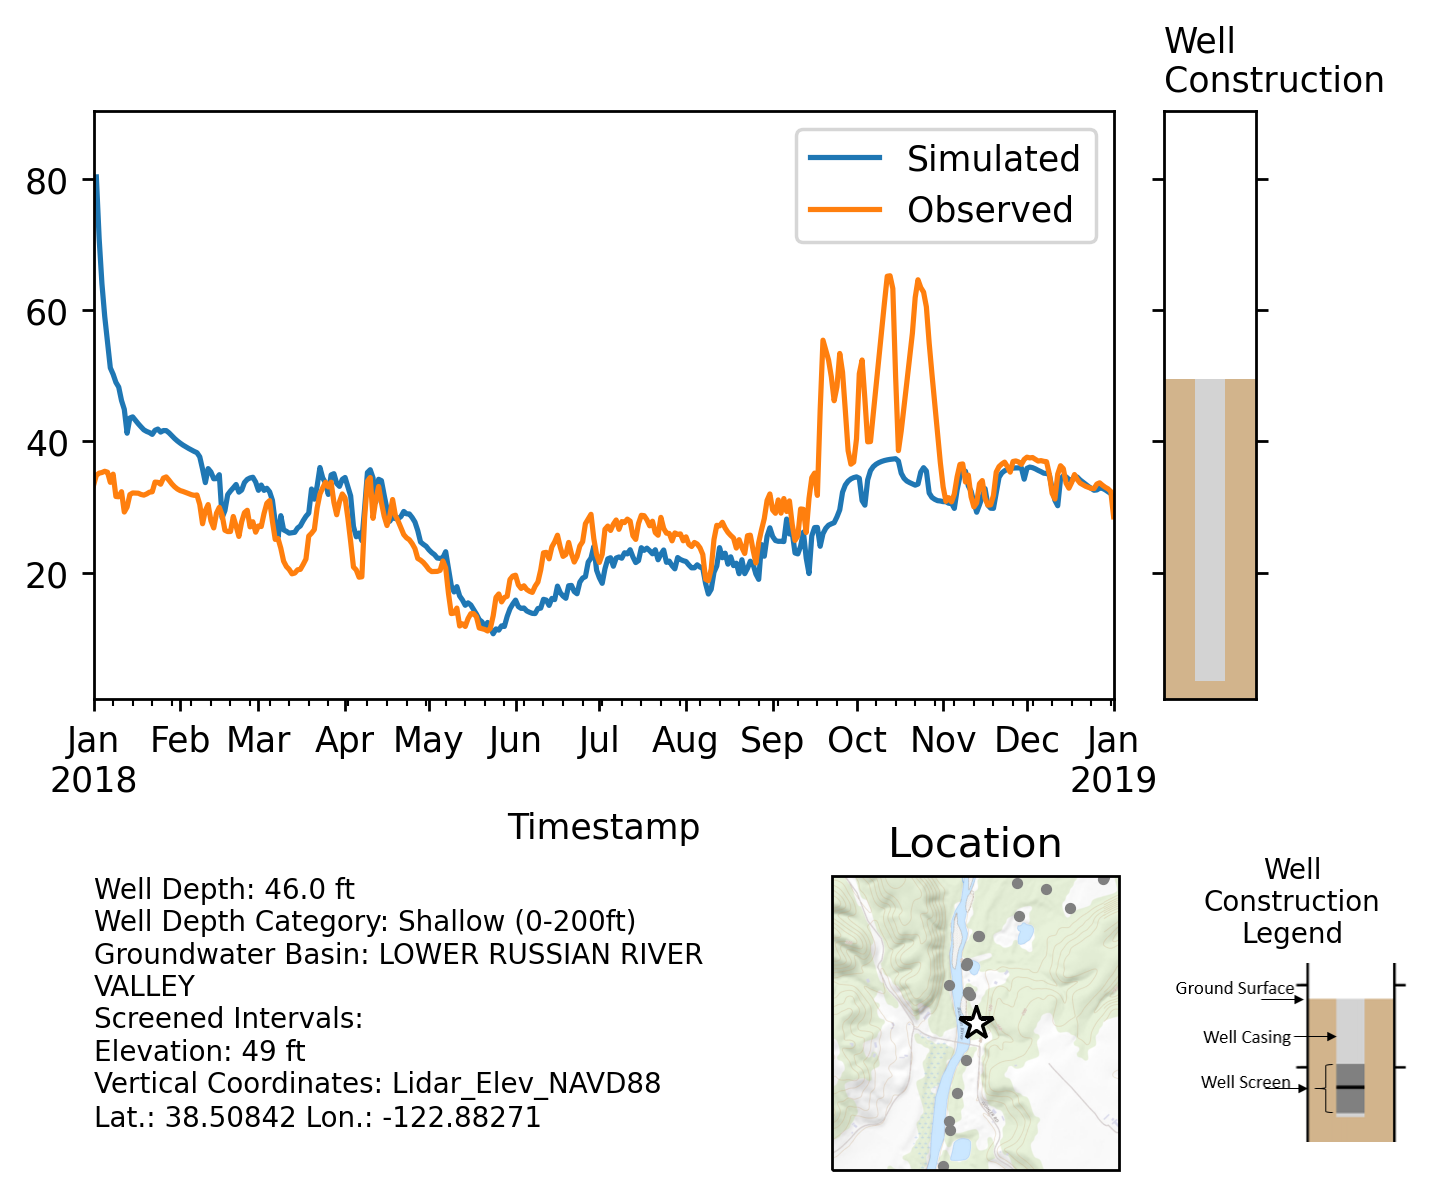 Well
Construction
Simulated
Observed
80
60
40
20
Jan Feb Mar Apr May Jun Jul Aug Sep Oct Nov Dec Jan
2018 2019
Timestamp
Well Depth: 46.0 ft
Well Depth Category: Shallow (0-200ft)
Groundwater Basin: LOWER RUSSIAN RIVER
VALLEY
Screened Intervals:
Elevation: 49 ft
Vertical Coordinates: Lidar_Elev_NAVD88
Lat.: 38.50842 Lon.: -122.88271
Location
Well
Construction
Legend
Ground Surface
Well Casing
Well Screen